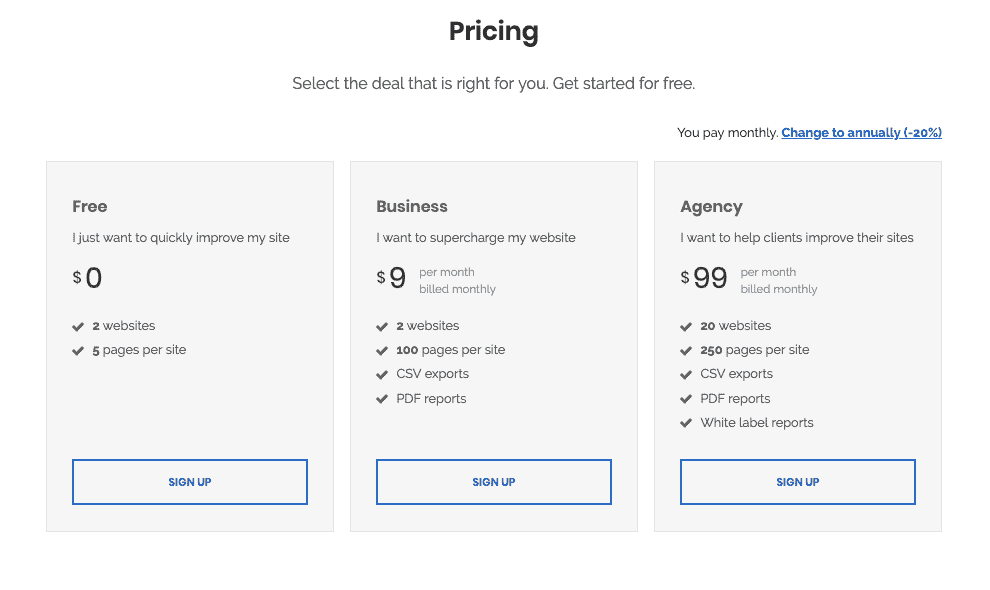 Pricing
Select the deal that is right for you. Get started for free.
You pay monthly. Change to annually (-20%)
Free
I just want to quickly improve my site
$0
2 websites
5 pages per site
SIGN UP
Business
I want to supercharge my website
$9 per month
billed monthly
2 websites
100 pages per site
CSV exports
PDF reports
SIGN UP
Agency
I want to help clients improve their sites
$99 per month
billed monthly
20 websites
250 pages per site
CSV exports
PDF reports
White label reports
SIGN UP